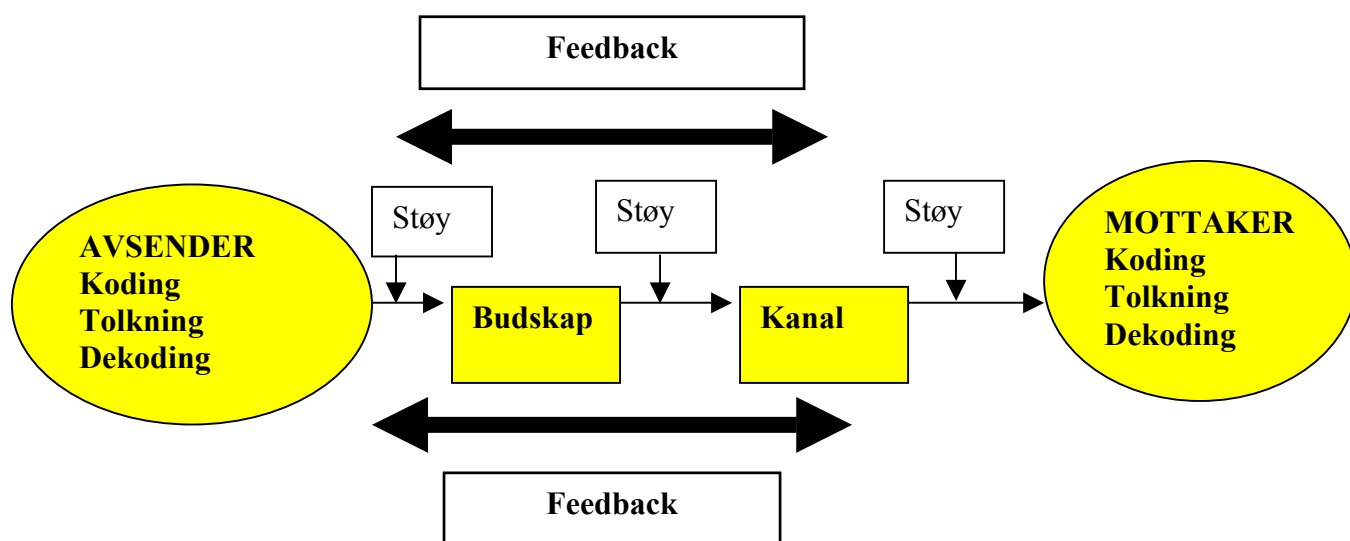 Feedback
Støy
Støy
Støy
AVSENDER
Koding
Tolkning
Dekoding
Budskap
Kanal
MOTTAKER
Koding
Tolkning
Dekoding
Feedback